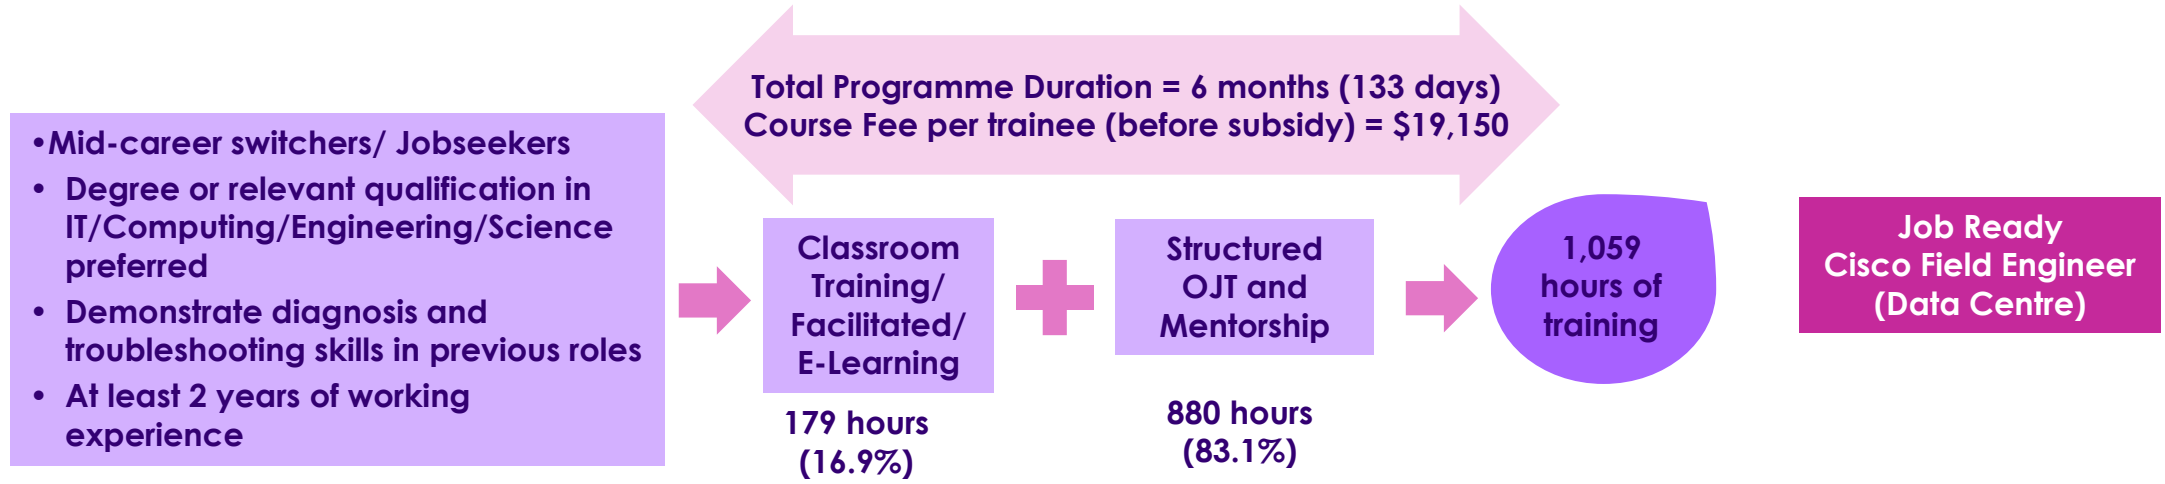 Total Programme Duration = 6 months (133 days)
Course Fee per trainee (before subsidy) = $19,150
•Mid-career switchers/ Jobseekers
• Degree or relevant qualification in
IT/Computing/Engineering/Science
preferred
• Demonstrate diagnosis and
troubleshooting skills in previous roles
• At least 2 years of working
experience
Classroom
Training/
Facilitated/
E-Learning
179 hours
(16.9%)
Structured
OJT and
Mentorship
880 hours
(83.1%)
1,059
hours of
training
Job Ready
Cisco Field Engineer
(Data Centre)